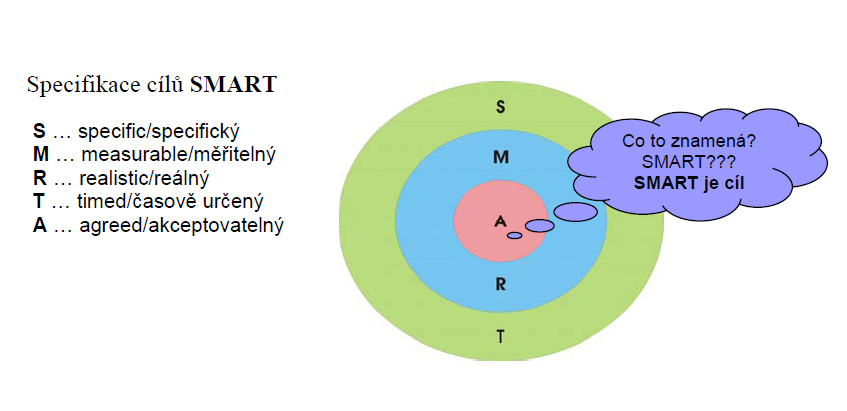 Specifikace cílů SMART
S … specific/specifický
M … measurable/měřitelný
R … realistic/reálný
T … timed/časově určený
A … agreed/akceptovatelný
S
M
A
R
T
Co to znamená?
SMART???
SMART je cíl